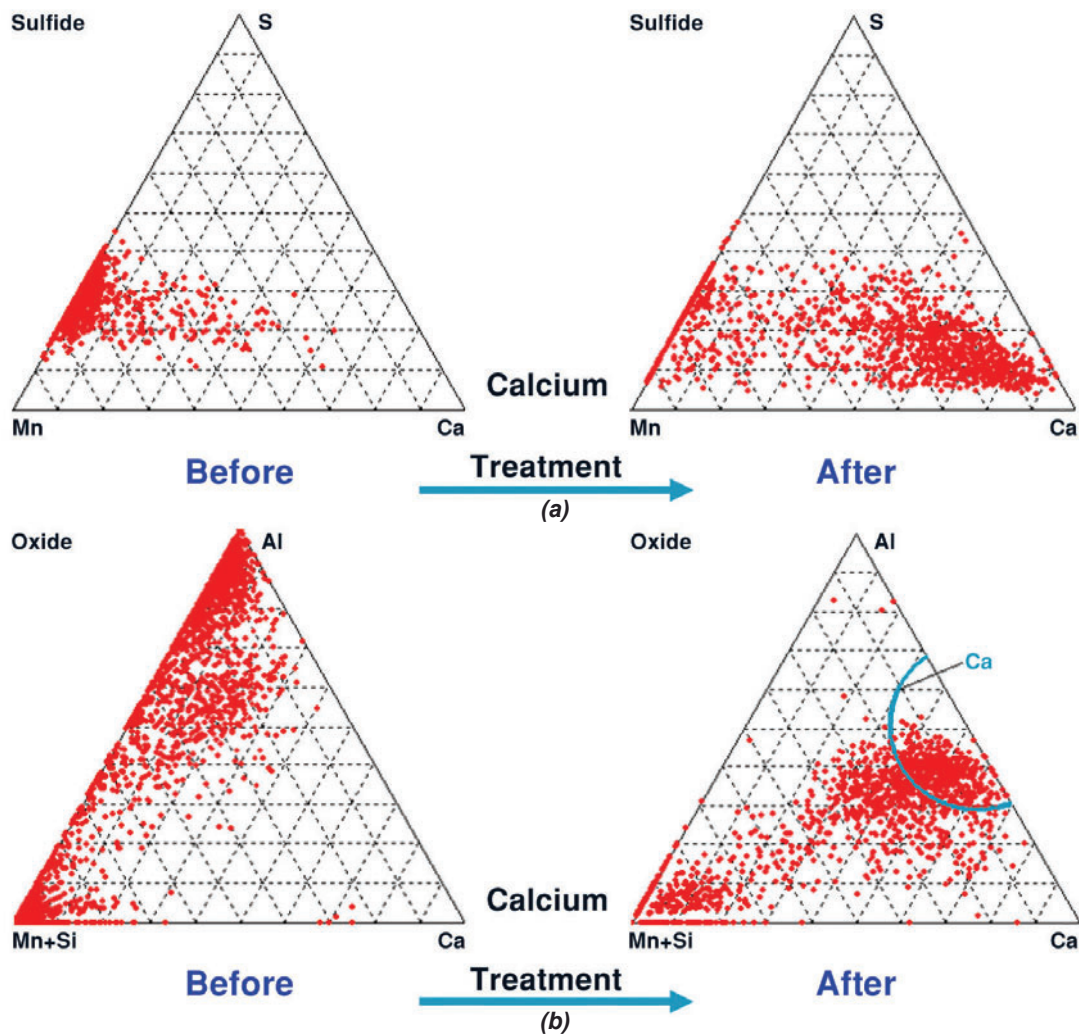 Sulfide S
Sulfide S
Mn Ca
Calcium
Mn Ca
Before Treatment After
(a)
Oxide Al
Oxide Al
Ca
Mn+Si Ca
Calcium
Mn+Si Ca
Before Treatment After
(b)